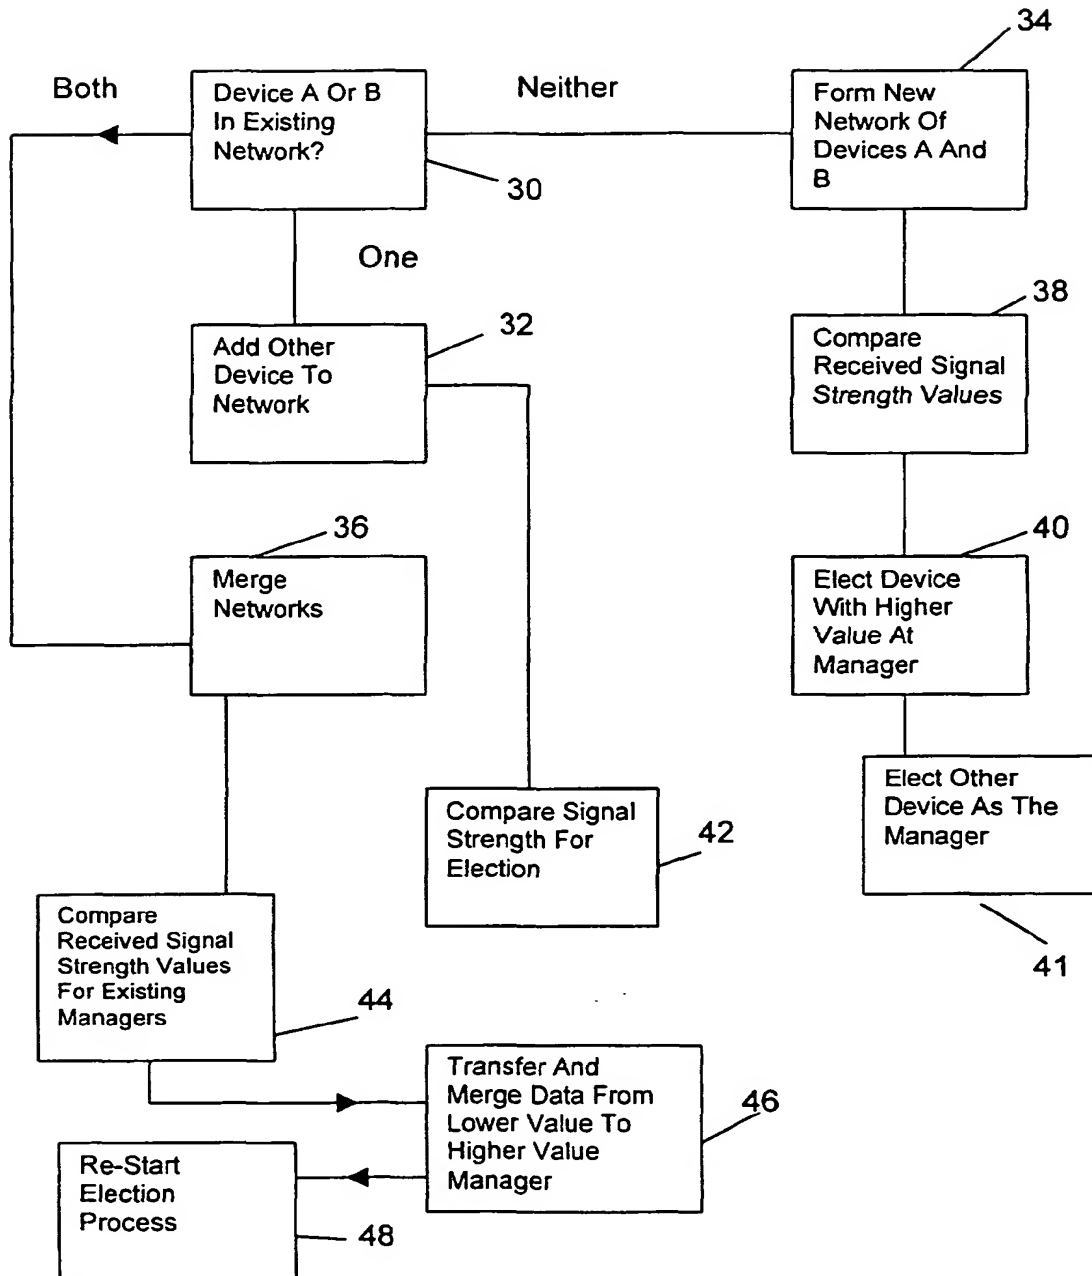 34
Both
Device A Or B
In Existing
Network?
Neither
Form New
Network Of
Devices A And
B
30
One
38
Add Other
Device To
Network
32
Compare
Received Signal
Strength Values
36
Merge
Networks
40
Elect Device
With Higher
Value At
Manager
Elect Other
Device As The
Manager
Compare Signal
Strength For
Election
42
41
Compare
Received Signal
Strength Values
For Existing
Managers
44
Transfer And
Merge Data From
Lower Value To
Higher Value
Manager
46
Re-Start
Election
Process
48